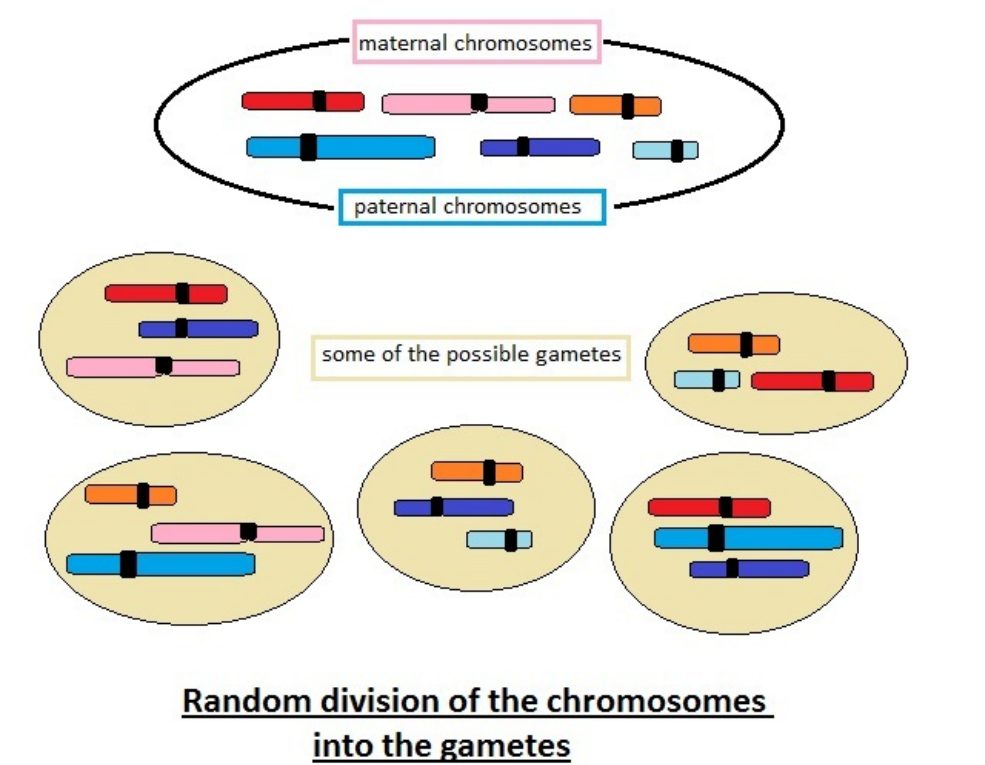 maternal chromosomes
paternal chromosomes
some of the possible gametes
Random division of the chromosomes
into the gametes